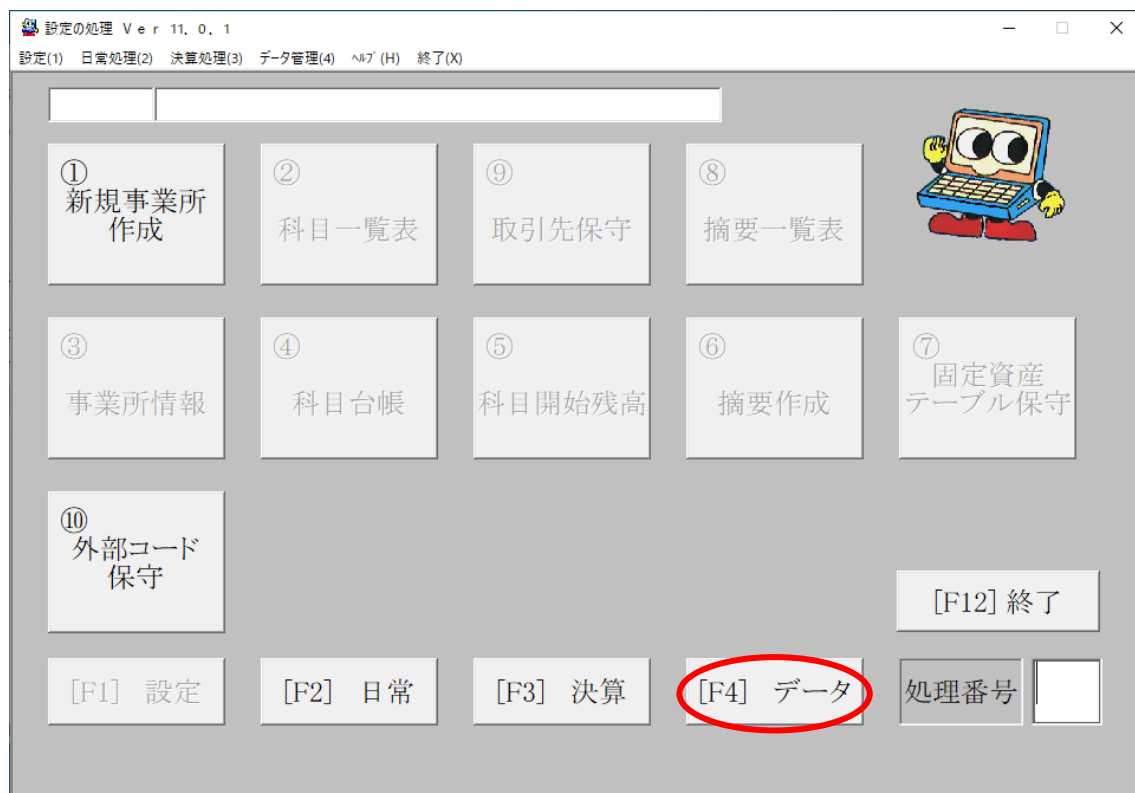 設定の処理 Ｖｅｒ 11．0．1
設定(1) 日常処理(2) 決算処理(3) データ管理(4) ﾍﾙﾌﾟ(H) 終了(X)
①
新規事業所
作成
②
科目一覧表
⑨
取引先保守
⑧
摘要一覧表
③
事業所情報
④
科目台帳
⑤
科目開始残高
⑥
摘要作成
⑦
固定資産
テーブル保守
⑩
外部コード
保守
[F12] 終了
[F1] 設定
[F2] 日常
[F3] 決算
[F4] データ
処理番号